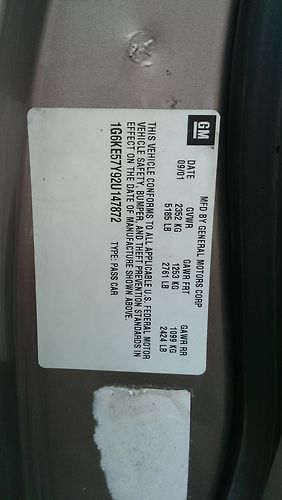 GM
MFD BY GENERAL MOTORS CORP
DATE GVWR GAWR FRT GAWR RR
09/01 2352 KG 1253 KG 1099 KG
5185 LB 2761 LB 2424 LB
THIS VEHICLE CONFORMS TO ALL APPLICABLE U.S. FEDERAL MOTOR
VEHICLE SAFETY, BUMPER, AND THEFT PREVENTION STANDARDS IN
EFFECT ON THE DATE OF MANUFACTURE SHOWN ABOVE.
1G6KE57Y92U147872 TYPE: PASS CAR